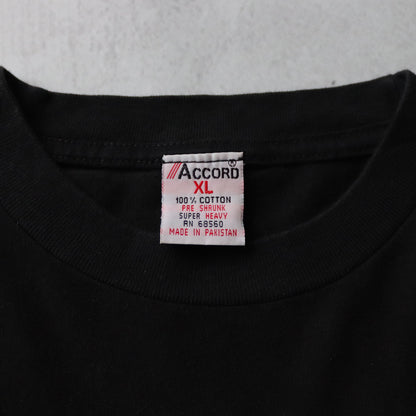 ACCORD®
XL
100% COTTON
PRE SHRUNK
SUPER HEAVY
RN 68560
MADE IN PAKISTAN